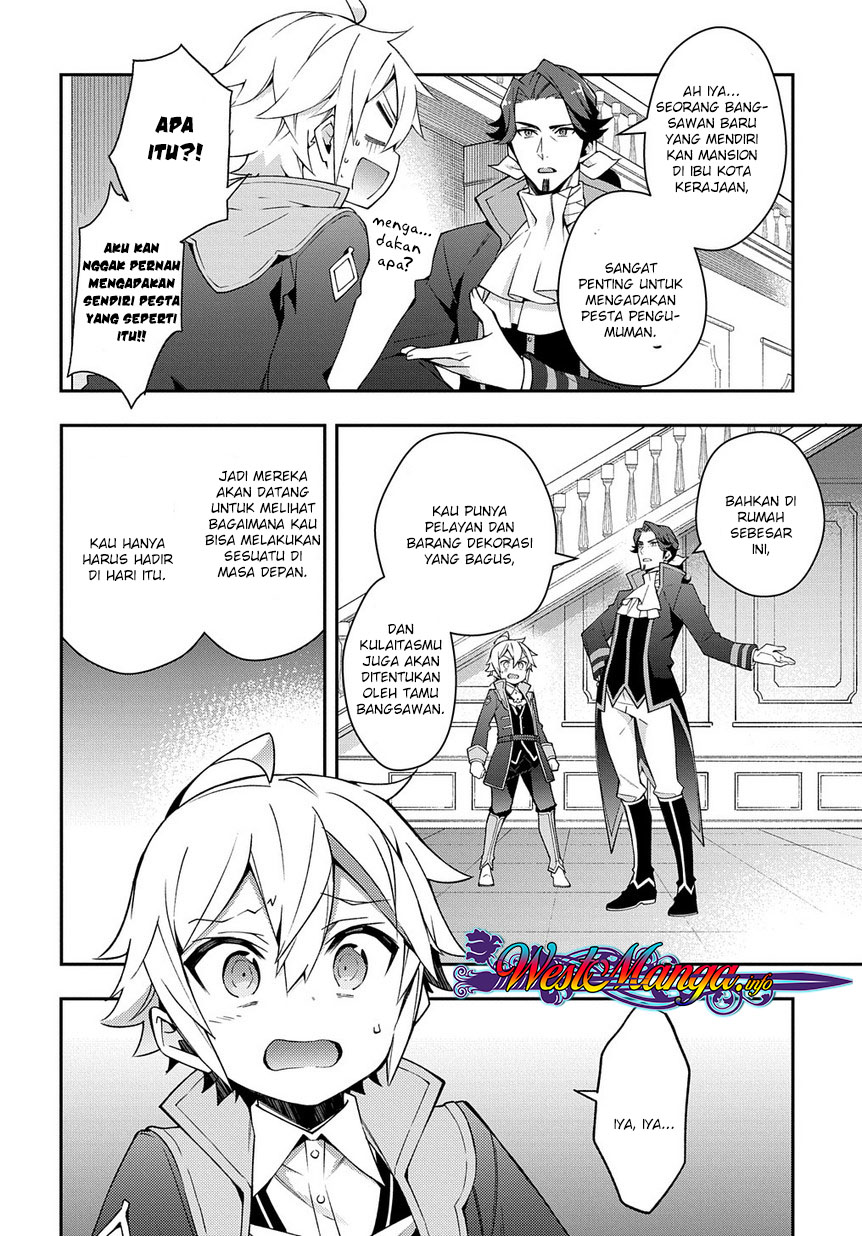 AH IYA...
SEORANG BANG-
SAWAN BARU
YANG MENDIRI
KAN MANSION
DI IBU KOTA
KERAJAAN,
SANGAT
PENTING UNTUK
MENGADAKAN
PESTA PENGU-
MUMAN.
menga...
dakan
apa?
APA
ITU?!
AKU KAN
NGGAK PERNAH
MENGADAKAN
SENDIRI PESTA
YANG SEPERTI
ITU!!
BAHKAN DI
RUMAH
SEBESAR
INI,
KAU PUNYA
PELAYAN DAN
BARANG DEKORASI
YANG BAGUS,
DAN
KULAITASMU
JUGA AKAN
DITENTUKAN
OLEH TAMU
BANGSAWAN.
JADI MEREKA
AKAN DATANG
UNTUK MELIHAT
BAGAIMANA KAU
BISA MELAKUKAN
SESUATU DI
MASA DEPAN.
KAU HANYA
HARUS HADIR
DI HARI ITU.
WestManga.info
IYA, IYA...